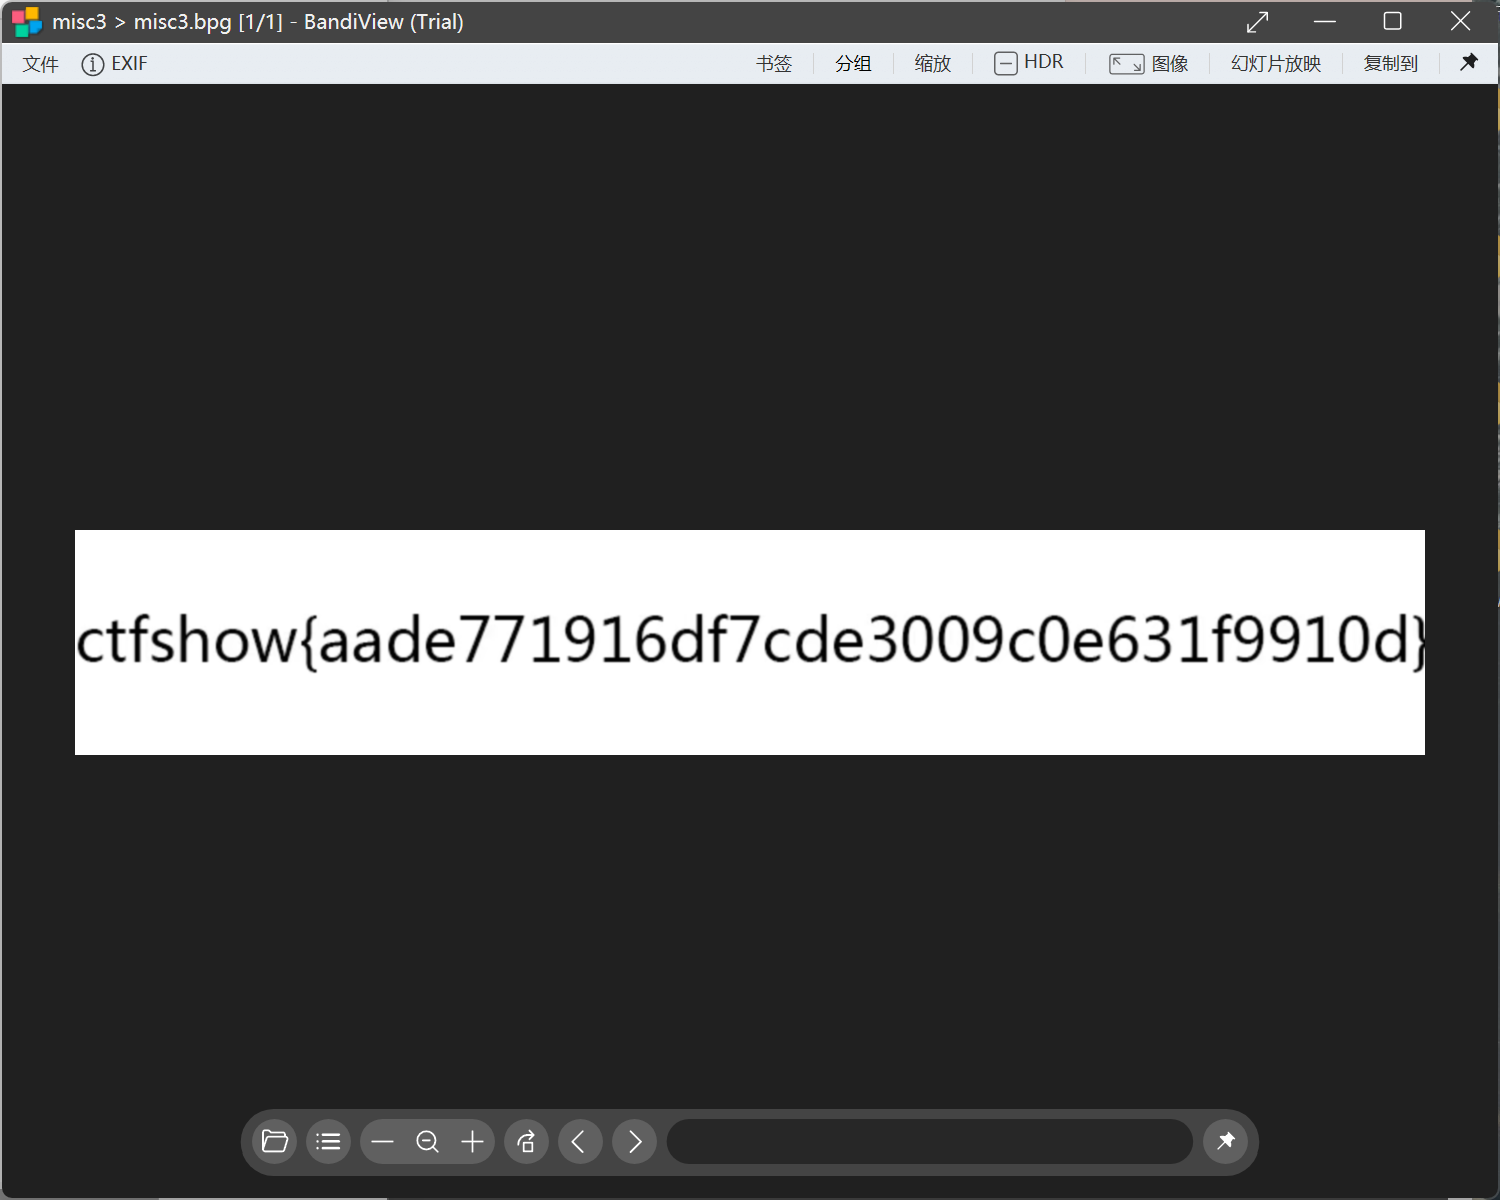 misc3 > misc3.bpg [1/1] - BandiView (Trial)
文件 EXIF 书签 分组 缩放 HDR 图像 幻灯片放映 复制到
ctfshow{aade771916df7cde3009c0e631f9910d}